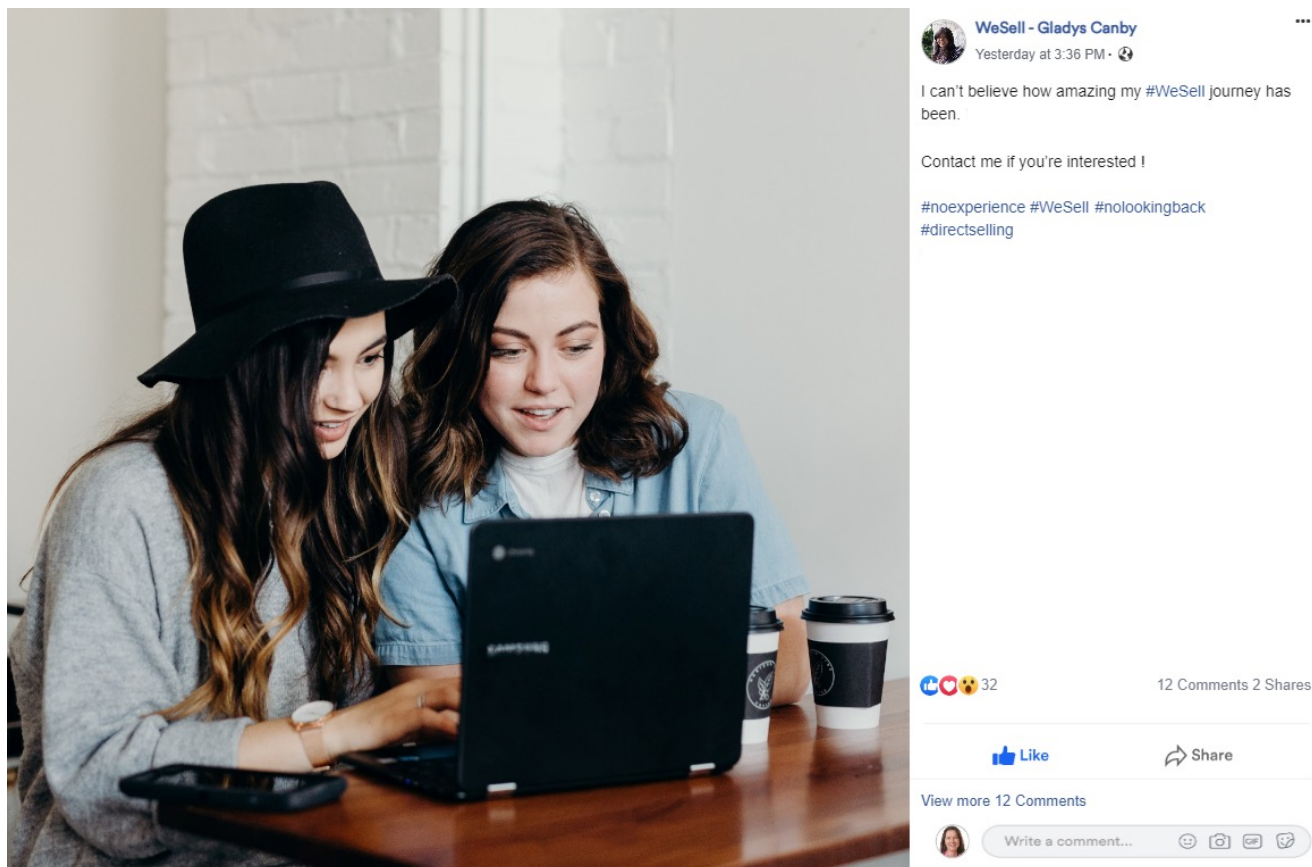 WeSell - Gladys Canby
Yesterday at 3:36 PM ·
I can't believe how amazing my #WeSell journey has
been.
Contact me if you're interested !
#noexperience #WeSell #nolookingback
#directselling
SAMSUNG
32
12 Comments 2 Shares
Like
Share
View more 12 Comments
Write a comment...
GIF